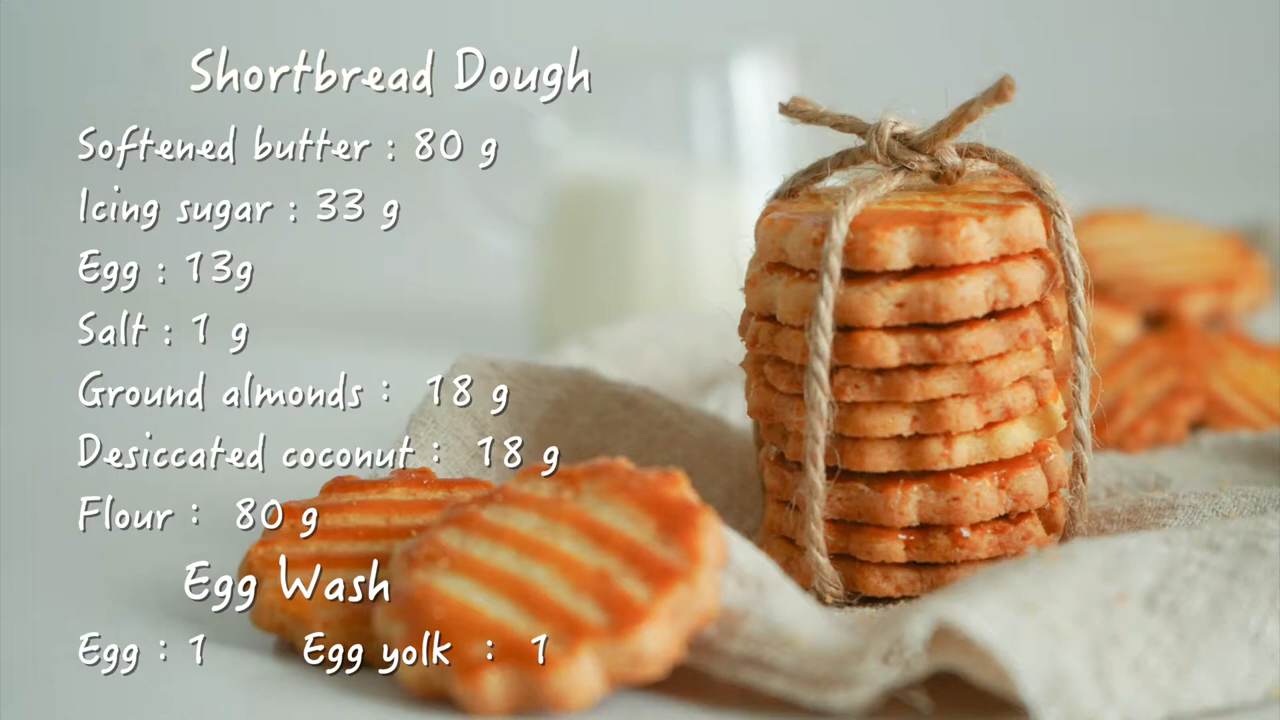 Shortbread Dough
Softened butter : 80 g
Icing sugar : 33 g
Egg : 13g
Salt : 1 g
Ground almonds : 18 g
Desiccated coconut : 18 g
Flour : 80 g
Egg Wash
Egg : 1 Egg yolk : 1